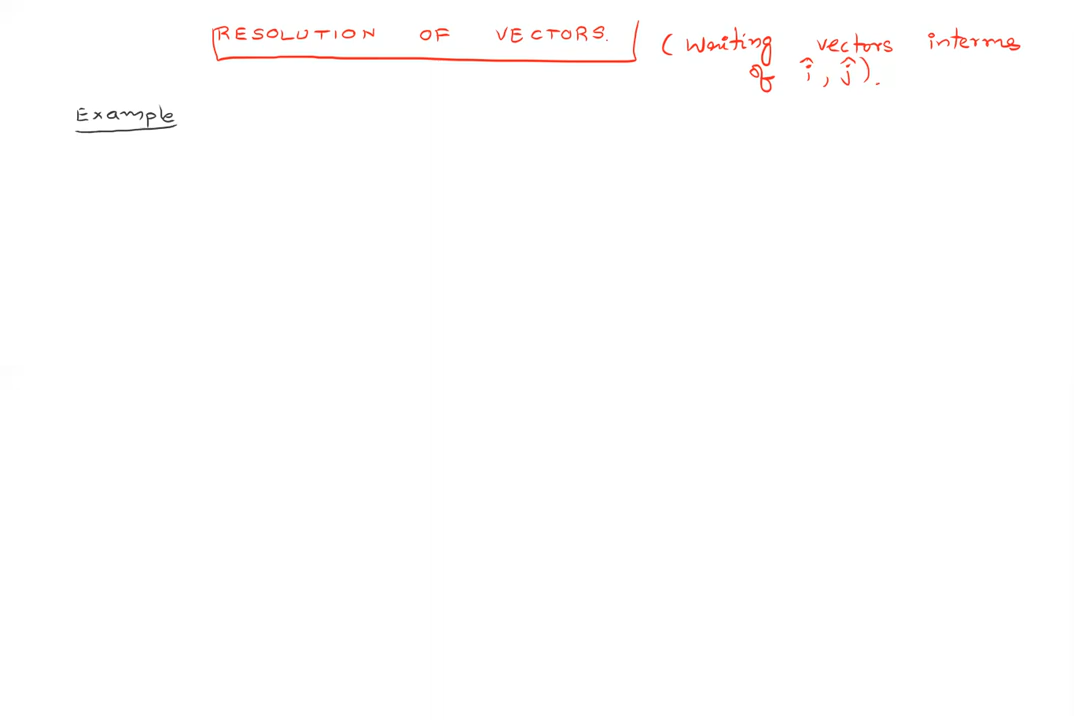 RESOLUTION OF VECTORS. (Writing vectors interms
of î, ĵ).
Example